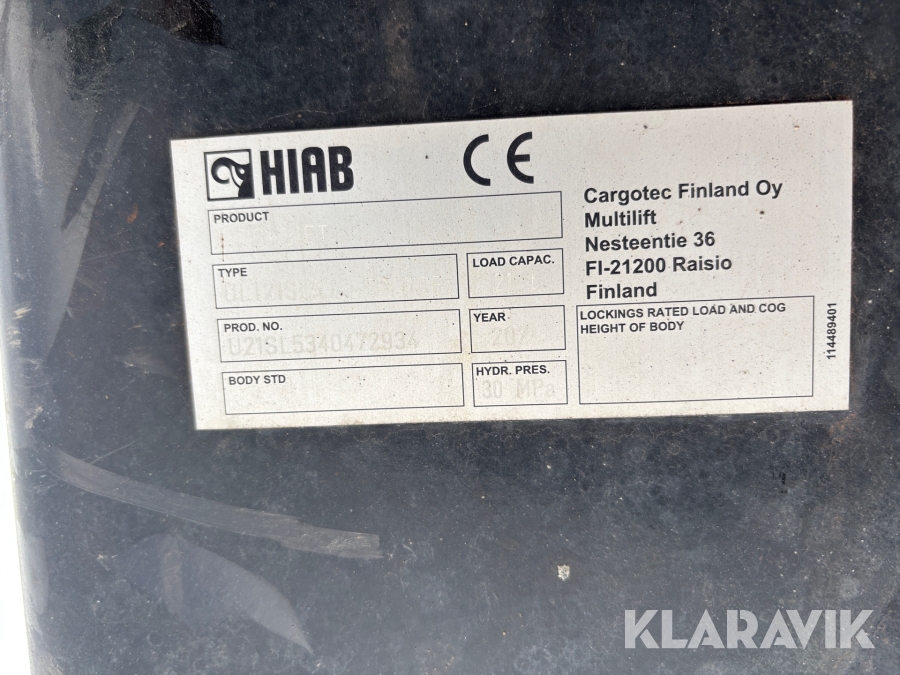 HIAB
CE
PRODUCT
TYPE
LOAD CAPAC.
PROD. NO.
U21SL5340472934
YEAR
BODY STD
HYDR. PRES.
30 MPa
Cargotec Finland Oy
Multilift
Nesteentie 36
FI-21200 Raisio
Finland
LOCKINGS RATED LOAD AND COG
HEIGHT OF BODY
114489401
KLARAVIK